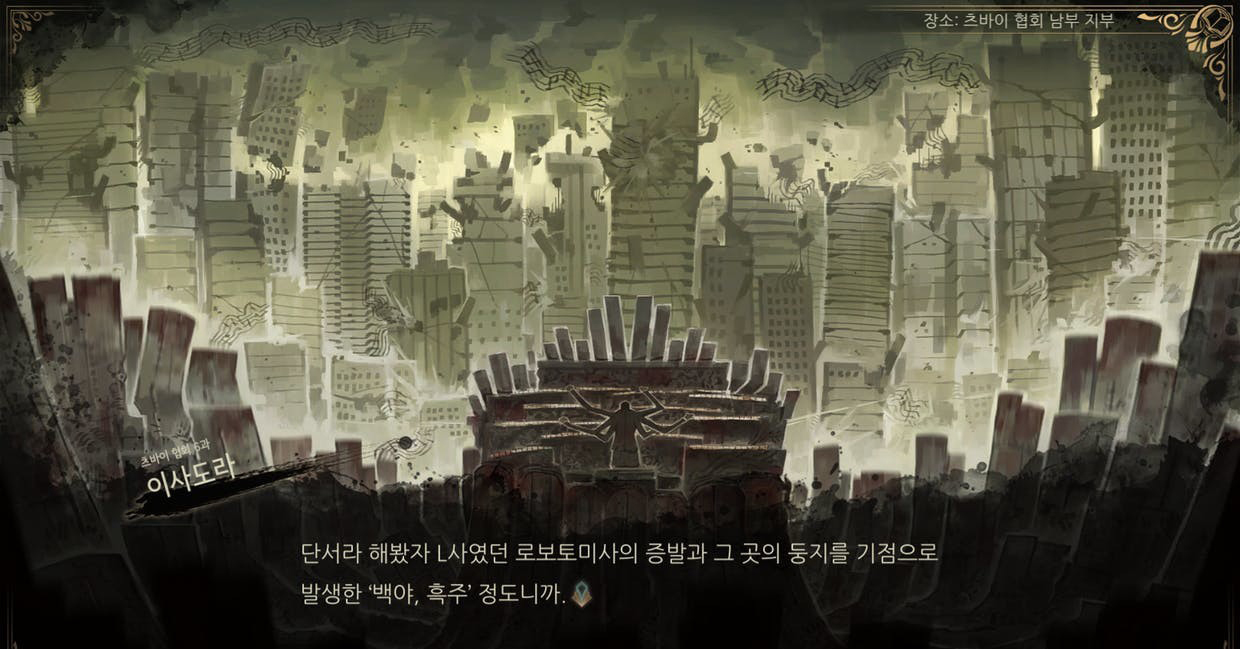 장소: 츠바이 협회 남부 지부
츠바이 협회 6과
이사도라
단서라 해봤자 L사였던 로보토미사의 증발과 그 곳의 둥지를 기점으로
발생한 ‘백야, 흑주’ 정도니까.